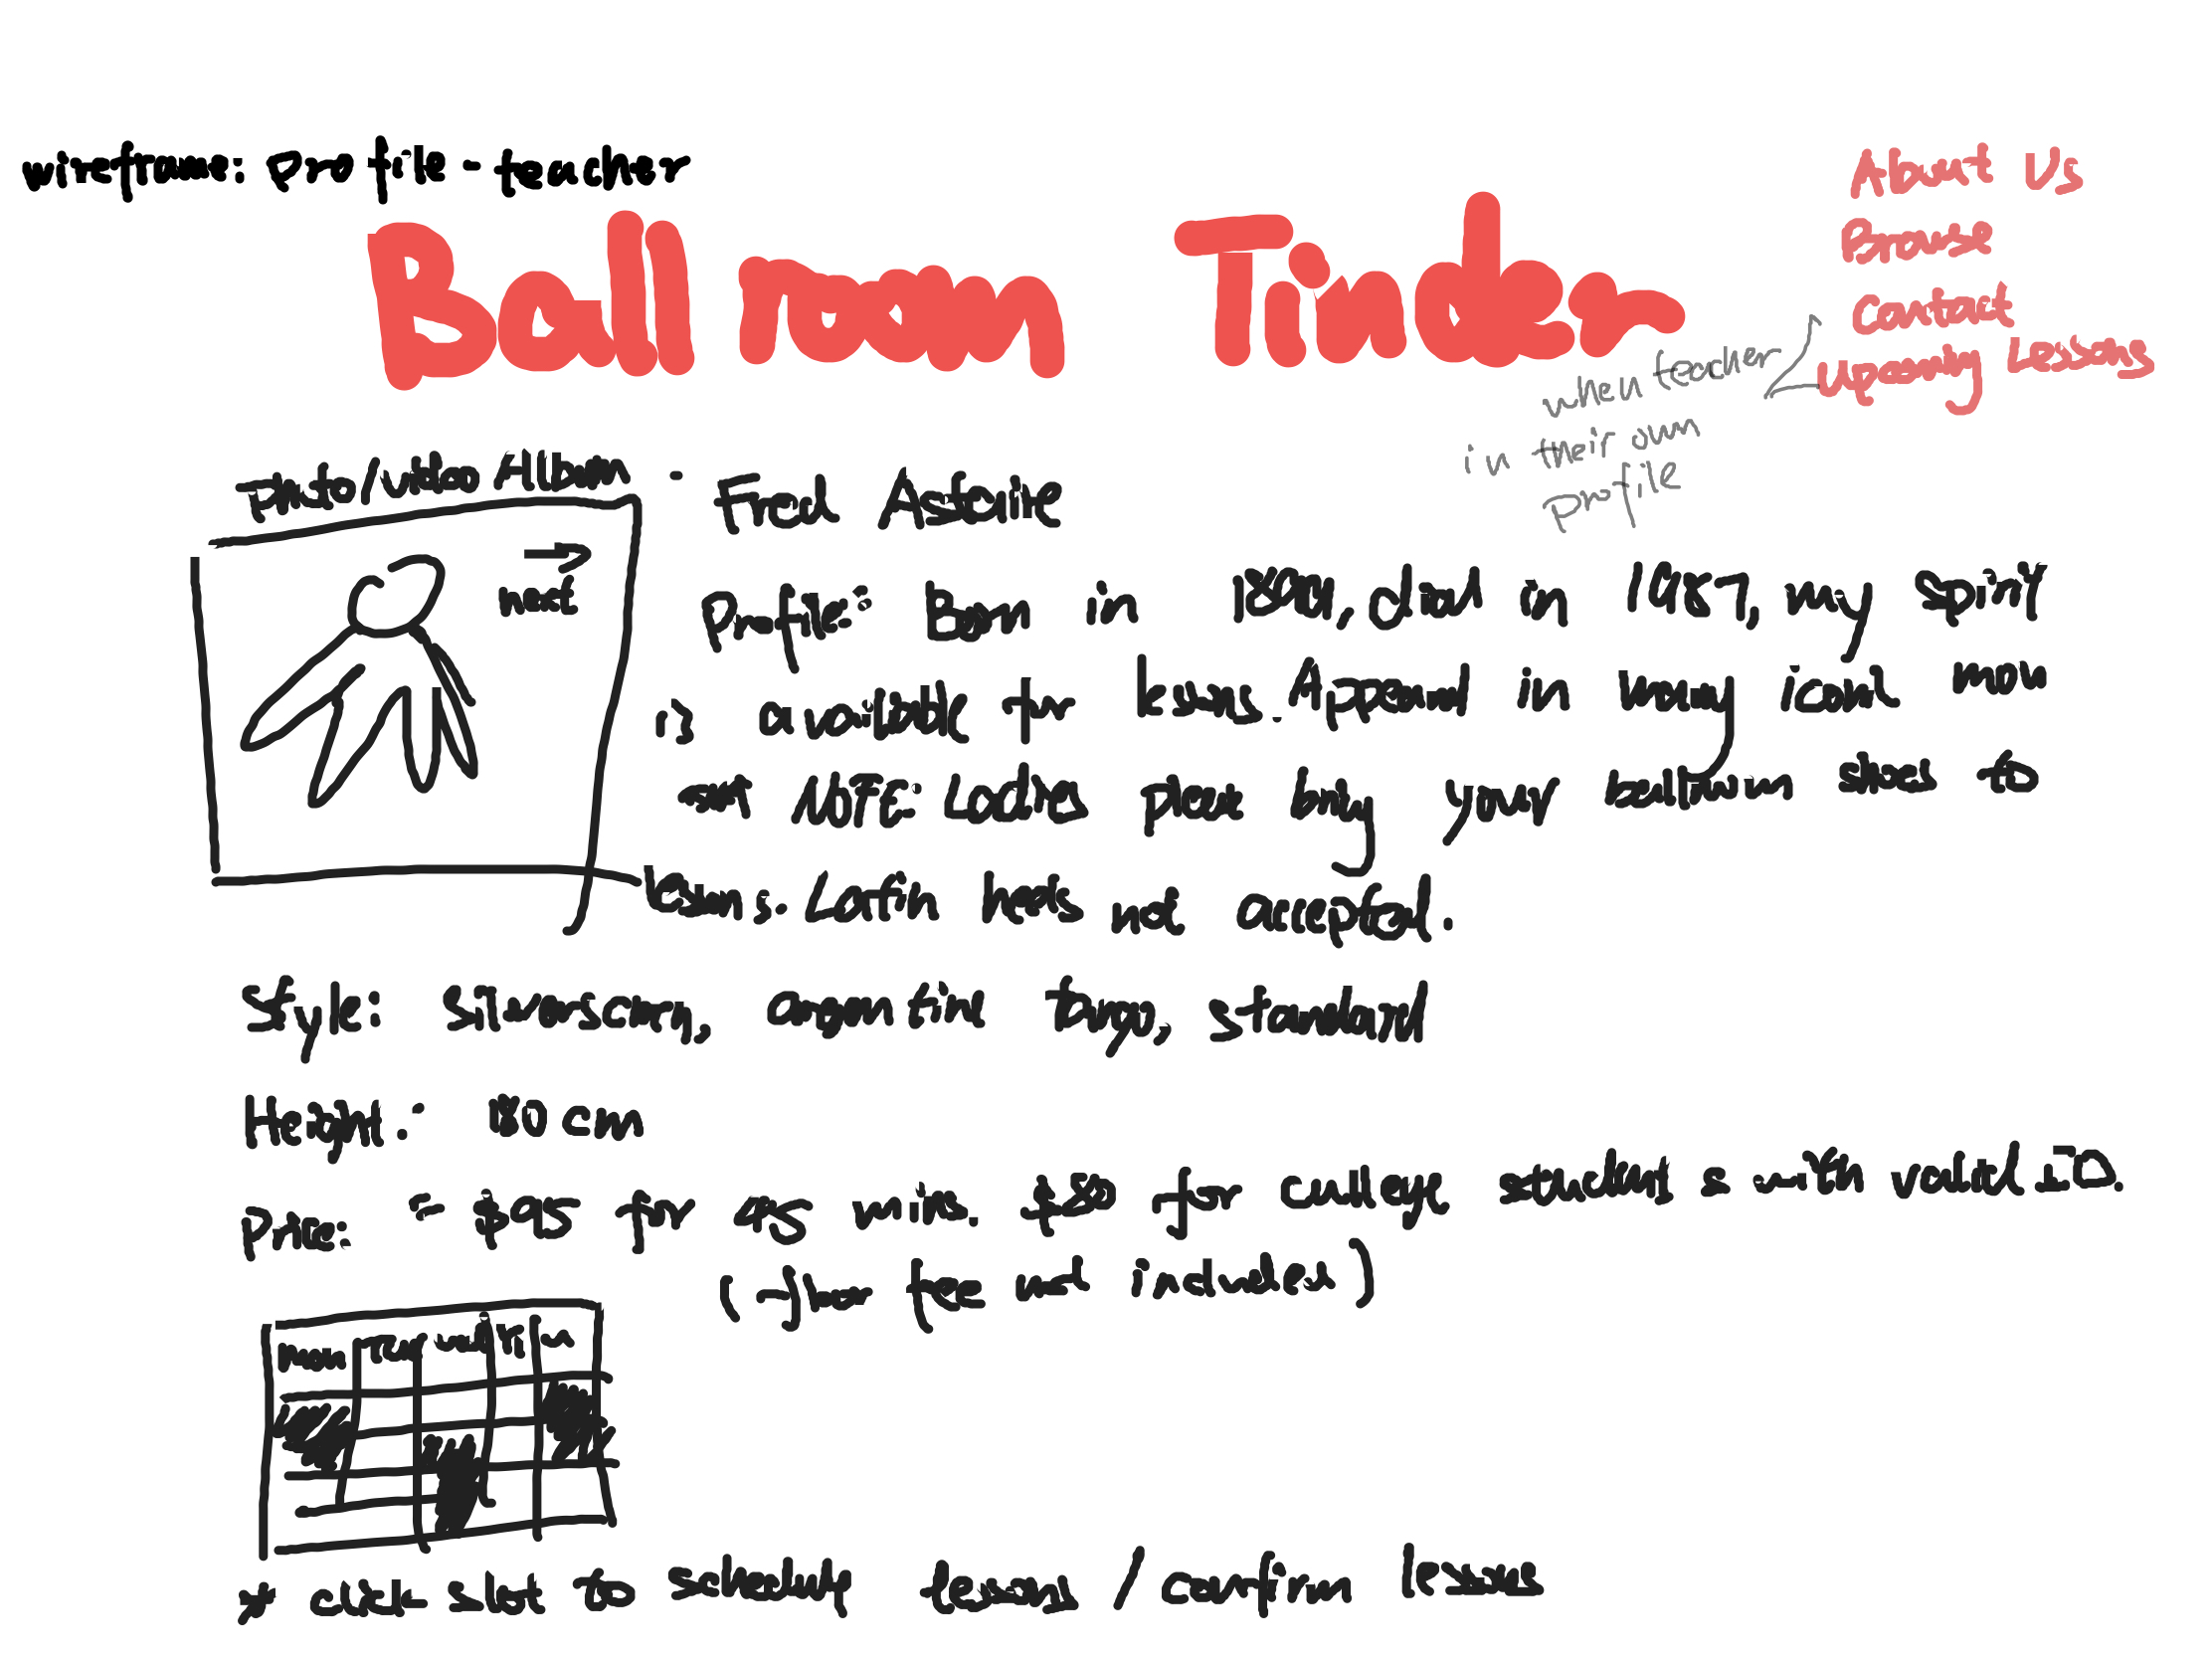 wireframe: profile - teacher
About Us
Browse
Contact
Upcoming Lessons
Ballroom Tinder
when teacher
in their own
profile
Photo/Video Album
next
Fred Astaire
Profile: Born in 1899, died in 1987, my spirit
is available for lessons. Appeared in many iconic
NOTE: Ladies please bring your ballroom shoes to
lessons. Latin heels not accepted.
Style: Silverscreen, argentine Tango, standard
Height: 180 cm
Price: - $95 for 45 mins. $80 for college students with valid ID.
(floor fee not included)
Mon Tue Wed
* click slot to schedule lessons / confirm lessons